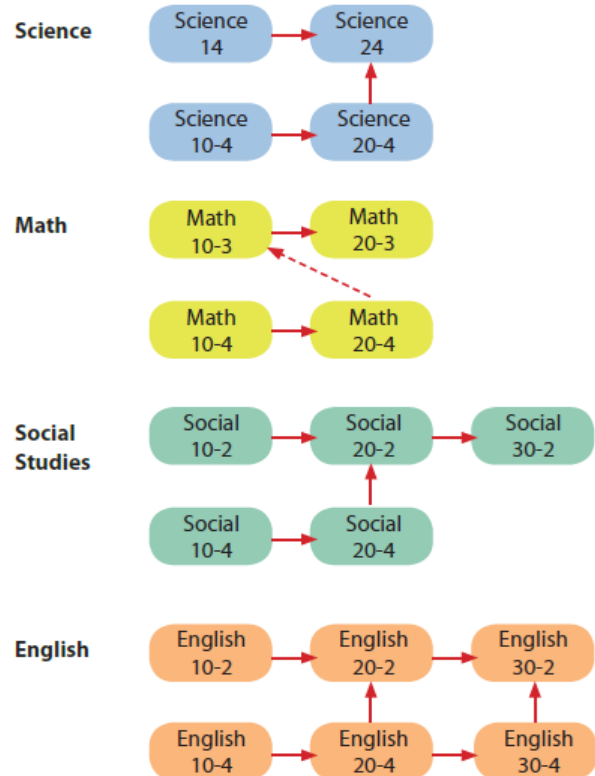 Science
Science
14
Science
24
Science
10-4
Science
20-4
Math
Math
10-3
Math
20-3
Math
10-4
Math
20-4
Social
Studies
Social
10-2
Social
20-2
Social
30-2
Social
10-4
Social
20-4
English
English
10-2
English
20-2
English
30-2
English
10-4
English
20-4
English
30-4